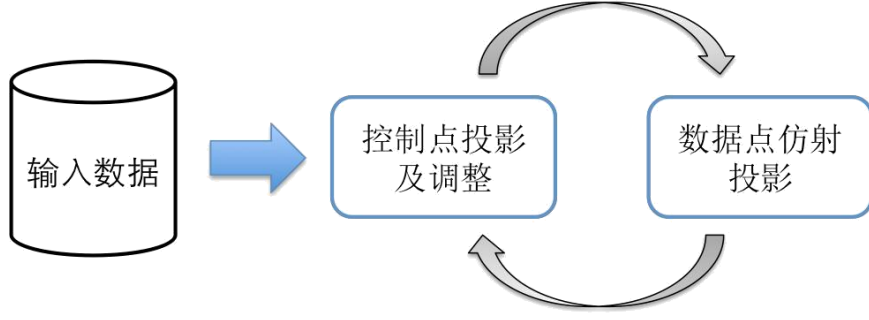 输入数据
控制点投影
及调整
数据点仿射
投影